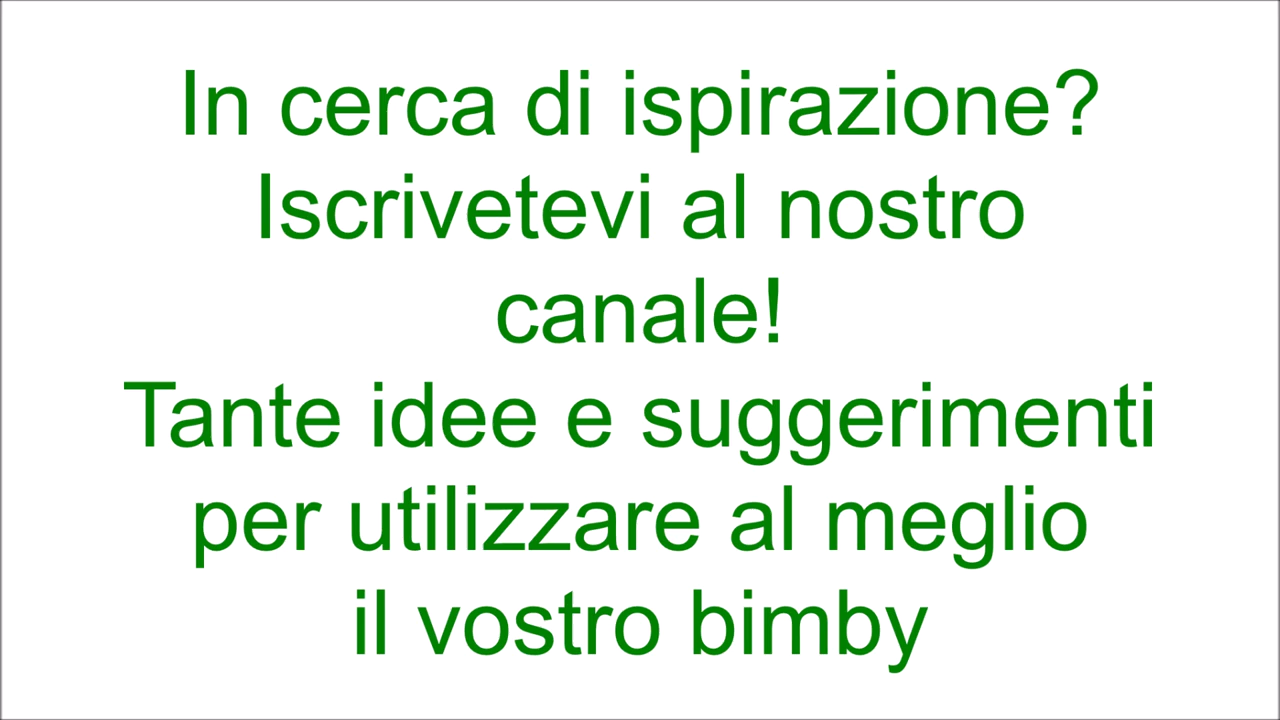 In cerca di ispirazione?
Iscrivetevi al nostro
canale!
Tante idee e suggerimenti
per utilizzare al meglio
il vostro bimby